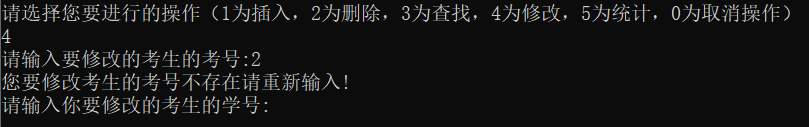 请选择您要进行的操作（1为插入，2为删除，3为查找，4为修改，5为统计，0为取消操作）
4
请输入要修改的考生的考号:2
您要修改考生的考号不存在请重新输入!
请输入你要修改的考生的学号: